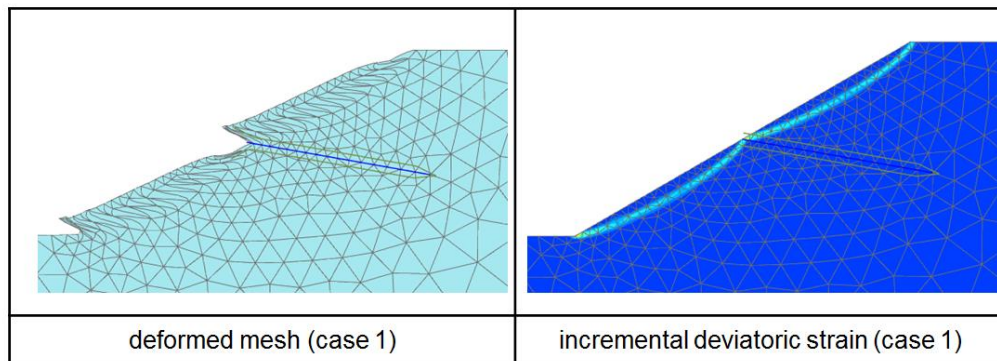 deformed mesh (case 1)
incremental deviatoric strain (case 1)